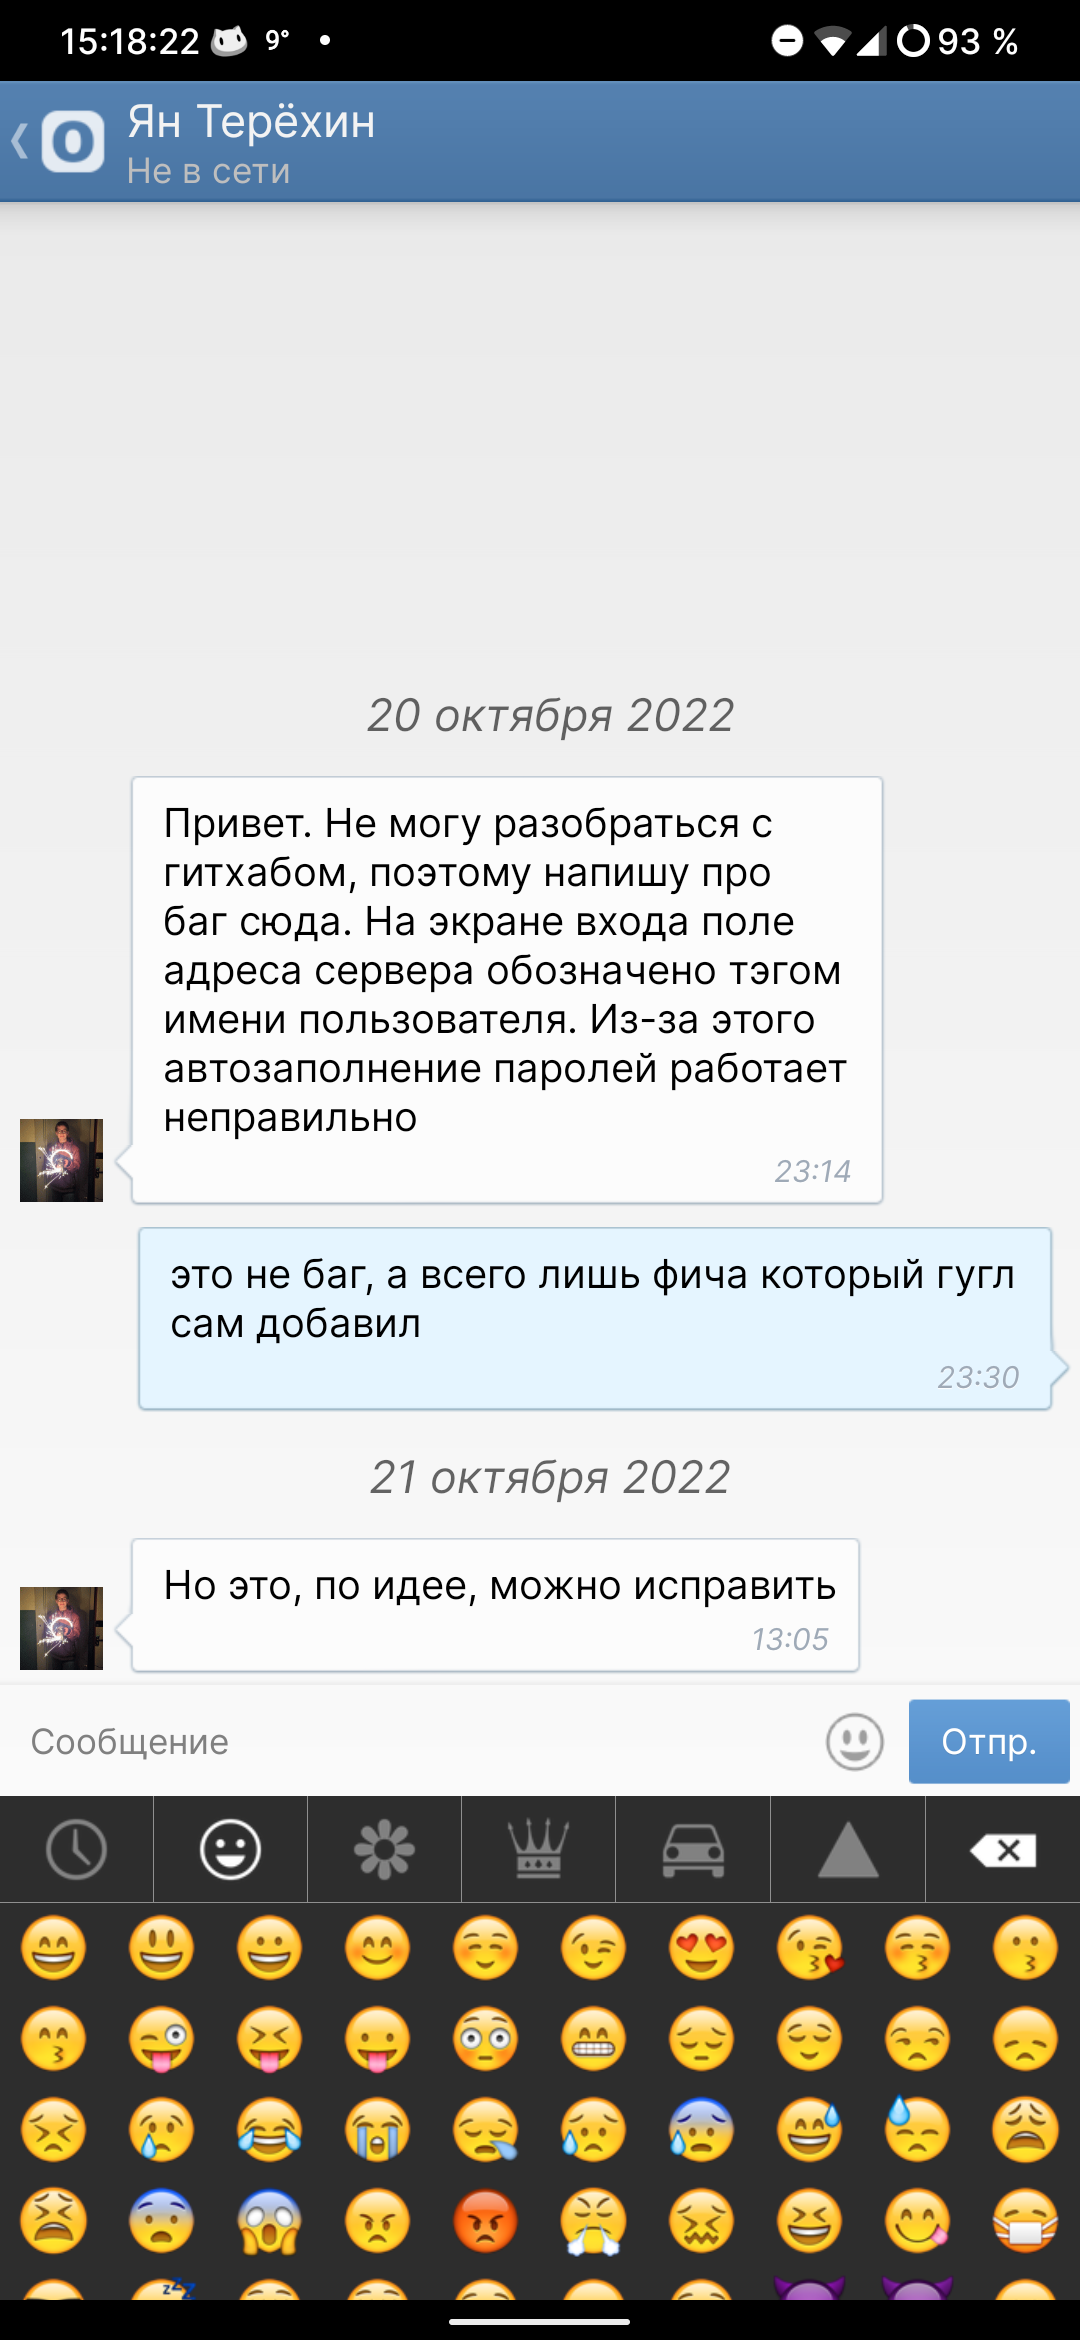 15:18:22 9° • 93 %
Ян Терёхин
Не в сети
20 октября 2022
Привет. Не могу разобраться с
гитхабом, поэтому напишу про
баг сюда. На экране входа поле
адреса сервера обозначено тэгом
имени пользователя. Из-за этого
автозаполнение паролей работает
неправильно
23:14
это не баг, а всего лишь фича который гугл
сам добавил
23:30
21 октября 2022
Но это, по идее, можно исправить
13:05
Сообщение
Отпр.